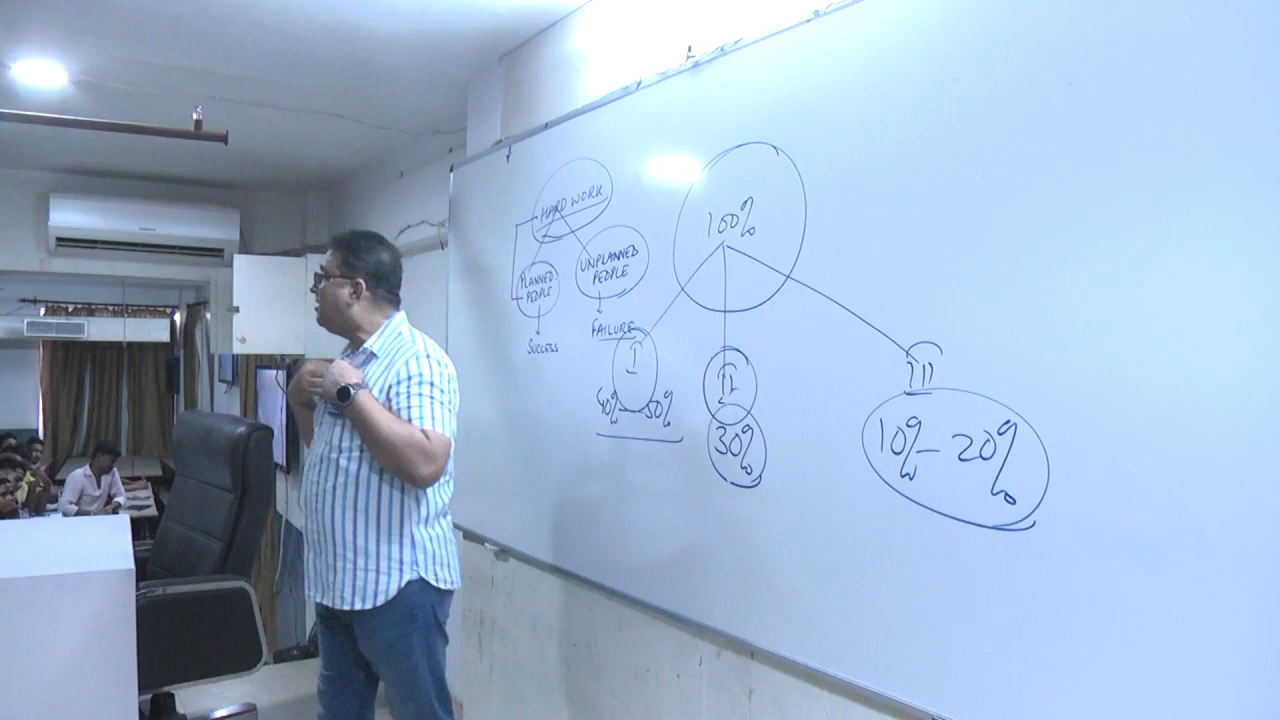 HARD WORK
PLANNED
PEOPLE
SUCCESS
UNPLANNED
PEOPLE
FAILURE
100%
I
40% - 50%
II
30%
III
10% - 20%